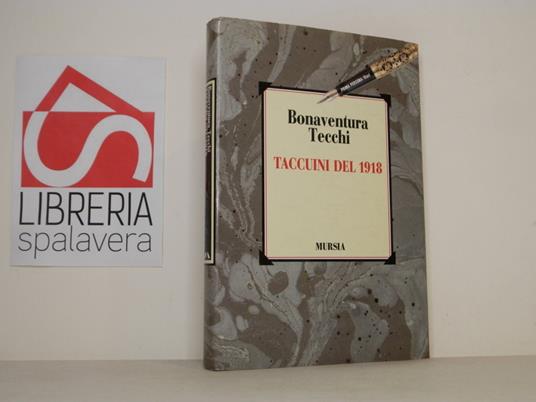 LIBRERIA
spalavera
Bonaventura
Tecchi
TACCUINI DEL 1918
MURSIA